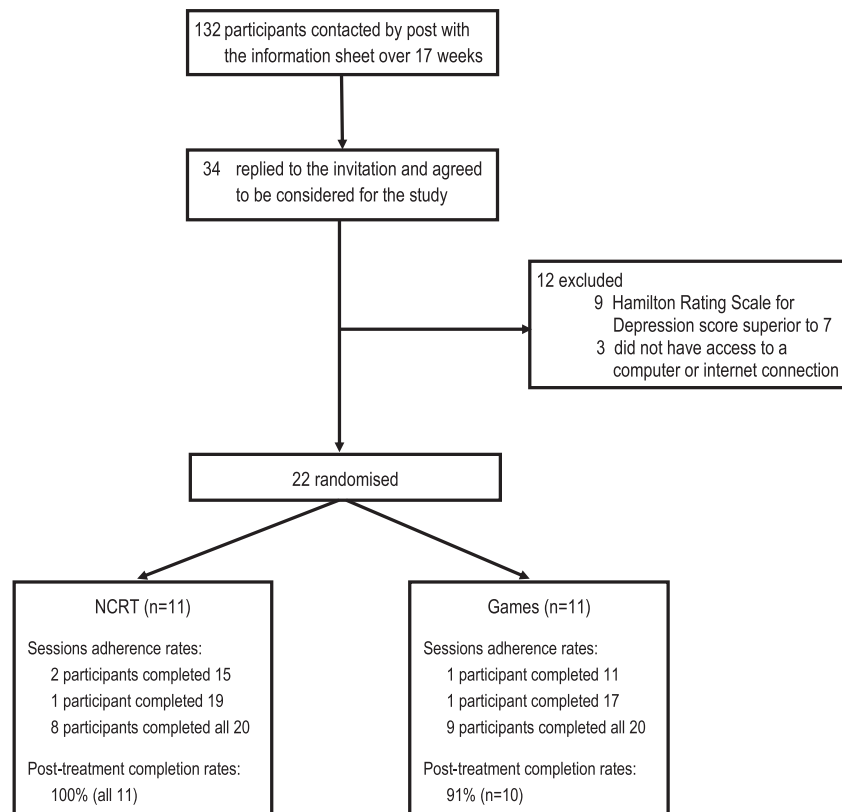 132 participants contacted by post with
the information sheet over 17 weeks
34 replied to the invitation and agreed
to be considered for the study
12 excluded
9 Hamilton Rating Scale for
Depression score superior to 7
3 did not have access to a
computer or internet connection
22 randomised
NCRT (n=11)
Sessions adherence rates:
2 participants completed 15
1 participant completed 19
8 participants completed all 20
Post-treatment completion rates:
100% (all 11)
Games (n=11)
Sessions adherence rates:
1 participant completed 11
1 participant completed 17
9 participants completed all 20
Post-treatment completion rates:
91% (n=10)